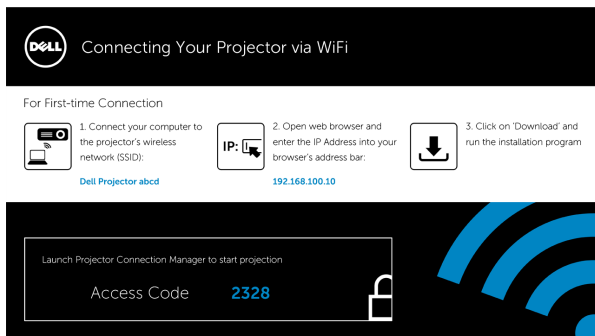 DELL
Connecting Your Projector via WiFi
For First-time Connection
1. Connect your computer to
the projector's wireless
network (SSID):
Dell Projector abcd
IP:
2. Open web browser and
enter the IP Address into your
browser's address bar:
192.168.100.10
3. Click on 'Download' and
run the installation program
Launch Projector Connection Manager to start projection
Access Code 2328